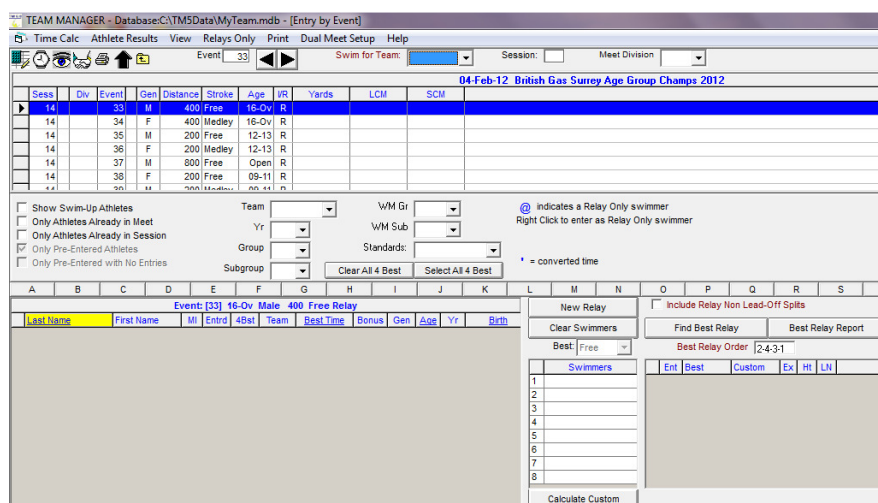 TEAM MANAGER - Database:C:\TM5Data\MyTeam.mdb - [Entry by Event]
Time Calc Athlete Results View Relays Only Print Dual Meet Setup Help
Event 33 Swim for Team: Session: Meet Division
04-Feb-12 British Gas Surrey Age Group Champs 2012
Sess Div Event Gen Distance Stroke Age I/R Yards LCM SCM
14 33 M 400 Free 16-Ov R
14 34 F 400 Medley 16-Ov R
14 35 M 200 Free 12-13 R
14 36 F 200 Medley 12-13 R
14 37 M 800 Free Open R
14 38 F 200 Free 09-11 R
14 39 M 200 Medley 09-11 R
Show Swim-Up Athletes Team WM Gr @ indicates a Relay Only swimmer
Only Athletes Already in Meet Right Click to enter as Relay Only swimmer
Only Athletes Already in Session Yr WM Sub
Only Pre-Entered Athletes Group Standards:
Only Pre-Entered with No Entries * = converted time
Subgroup Clear All 4 Best Select All 4 Best
A B C D E F G H I J K L M N O P Q R S
Event: [33] 16-Ov Male 400 Free Relay New Relay Include Relay Non Lead-Off Splits
Last Name First Name MI Entrd 4Bst Team Best Time Bonus Gen Age Yr Birth
Clear Swimmers Find Best Relay Best Relay Report
Best: Free Best Relay Order 2-4-3-1
Swimmers Ent Best Custom Ex Ht LN
1
2
3
4
5
6
7
8
Calculate Custom